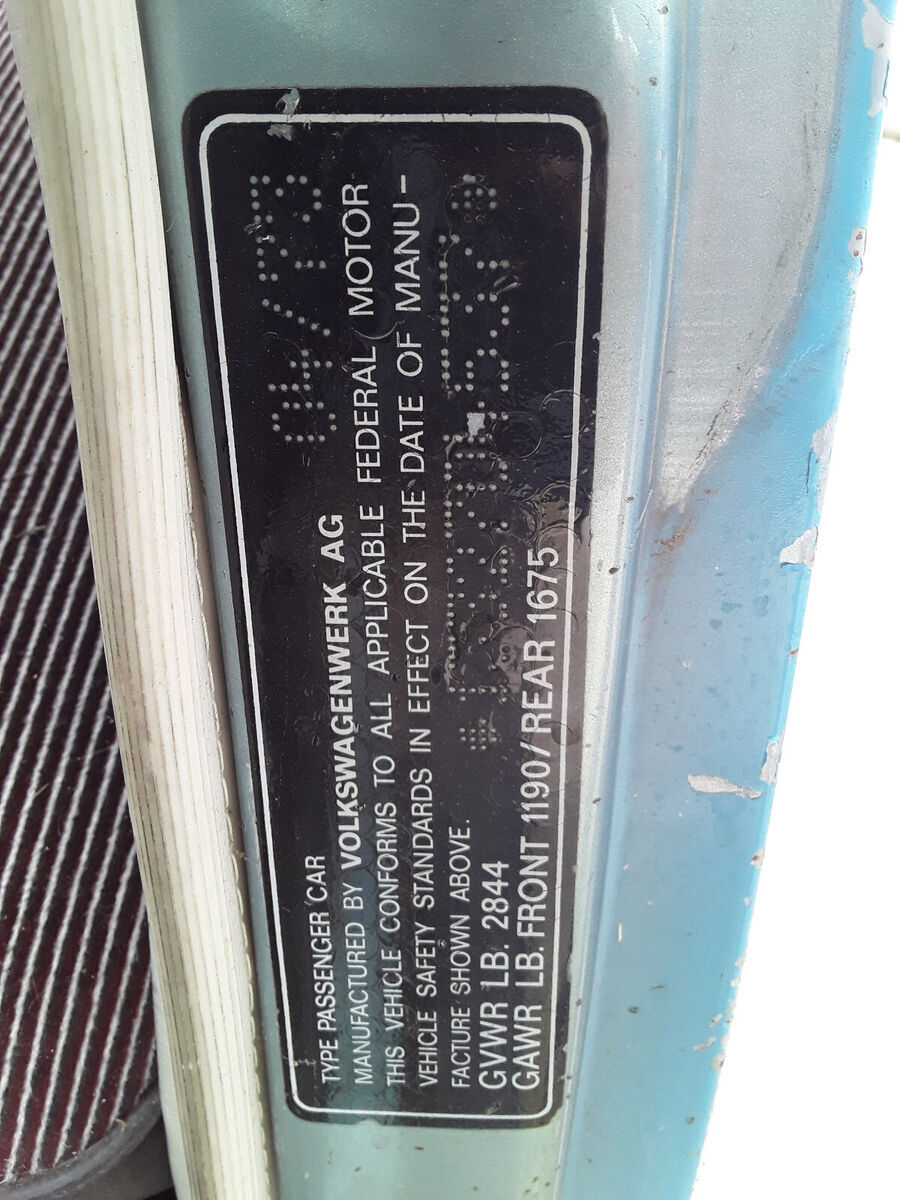 TYPE PASSENGER CAR
MANUFACTURED BY VOLKSWAGENWERK AG
THIS VEHICLE CONFORMS TO ALL APPLICABLE FEDERAL MOTOR
VEHICLE SAFETY STANDARDS IN EFFECT ON THE DATE OF MANU-
FACTURE SHOWN ABOVE.
GVWR LB. 2844
GAWR LB. FRONT 1190/REAR 1675